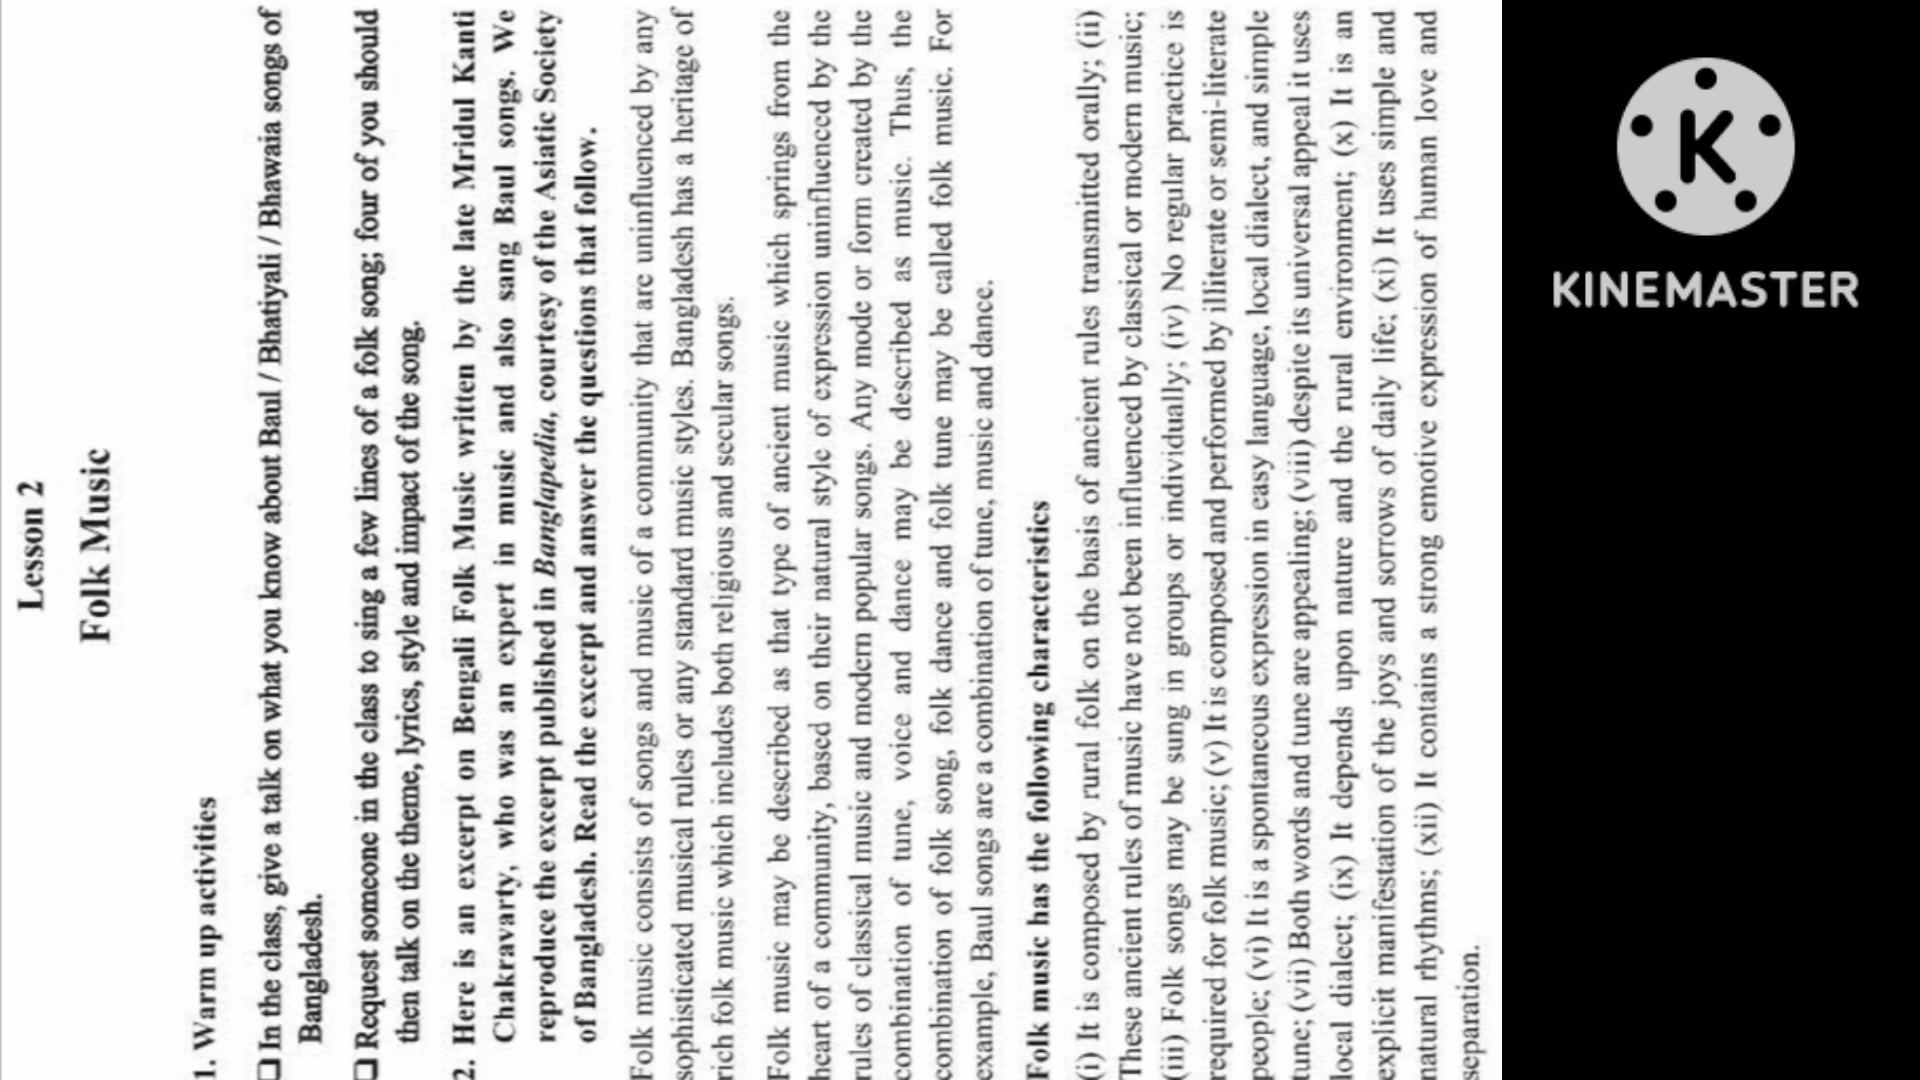 Lesson 2
Folk Music
1. Warm up activities
❑ In the class, give a talk on what you know about Baul / Bhatiyali / Bhawaia songs of
Bangladesh.
❑ Request someone in the class to sing a few lines of a folk song; four of you should
then talk on the theme, lyrics, style and impact of the song.
2. Here is an excerpt on Bengali Folk Music written by the late Mridul Kanti
Chakravarty, who was an expert in music and also sang Baul songs. We
reproduce the excerpt published in Banglapedia, courtesy of the Asiatic Society
of Bangladesh. Read the excerpt and answer the questions that follow.
Folk music consists of songs and music of a community that are uninfluenced by any
sophisticated musical rules or any standard music styles. Bangladesh has a heritage of
rich folk music which includes both religious and secular songs.
Folk music may be described as that type of ancient music which springs from the
heart of a community, based on their natural style of expression uninfluenced by the
rules of classical music and modern popular songs. Any mode or form created by the
combination of tune, voice and dance may be described as music. Thus, the
combination of folk song, folk dance and folk tune may be called folk music. For
example, Baul songs are a combination of tune, music and dance.
Folk music has the following characteristics
(i) It is composed by rural folk on the basis of ancient rules transmitted orally; (ii)
These ancient rules of music have not been influenced by classical or modern music;
(iii) Folk songs may be sung in groups or individually; (iv) No regular practice is
required for folk music; (v) It is composed and performed by illiterate or semi-literate
people; (vi) It is a spontaneous expression in easy language, local dialect, and simple
tune; (vii) Both words and tune are appealing; (viii) despite its universal appeal it uses
local dialect; (ix) It depends upon nature and the rural environment; (x) It is an
explicit manifestation of the joys and sorrows of daily life; (xi) It uses simple and
natural rhythms; (xii) It contains a strong emotive expression of human love and
separation.
K
KINEMASTER